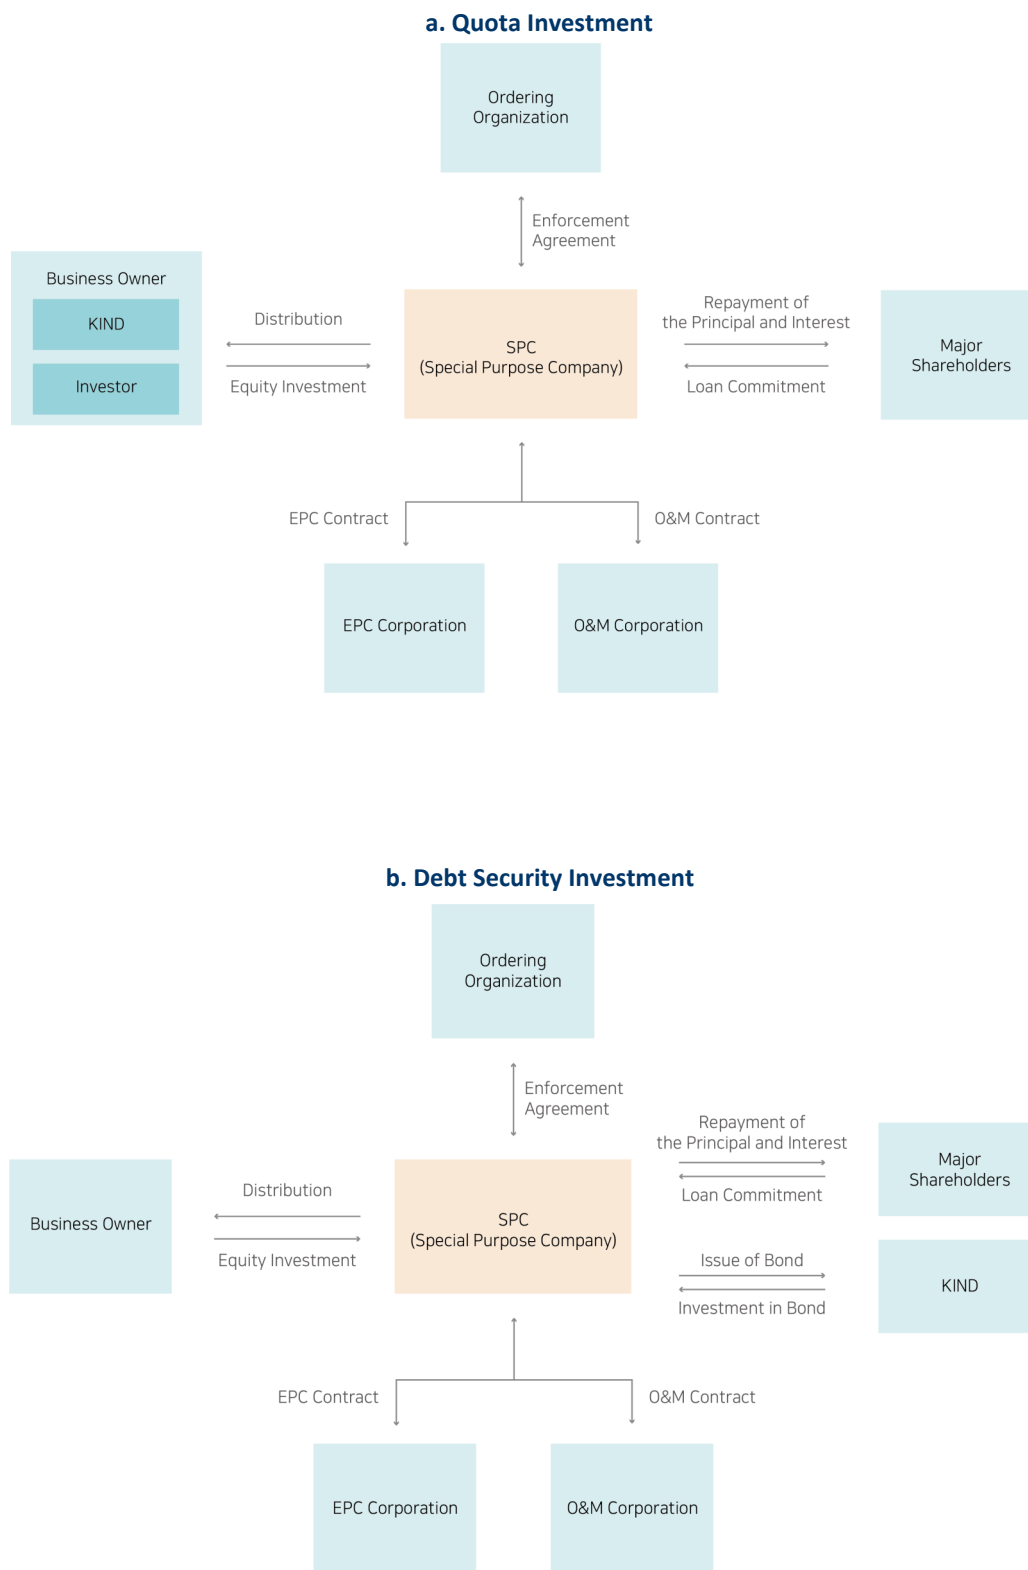 a. Quota Investment
Ordering
Organization
Enforcement
Agreement
Business Owner
KIND
Investor
Distribution
Equity Investment
SPC
(Special Purpose Company)
Repayment of
the Principal and Interest
Loan Commitment
Major
Shareholders
EPC Contract
O&M Contract
EPC Corporation
O&M Corporation
b. Debt Security Investment
Ordering
Organization
Enforcement
Agreement
Business Owner
Distribution
Equity Investment
SPC
(Special Purpose Company)
Repayment of
the Principal and Interest
Loan Commitment
Major
Shareholders
Issue of Bond
Investment in Bond
KIND
EPC Contract
O&M Contract
EPC Corporation
O&M Corporation